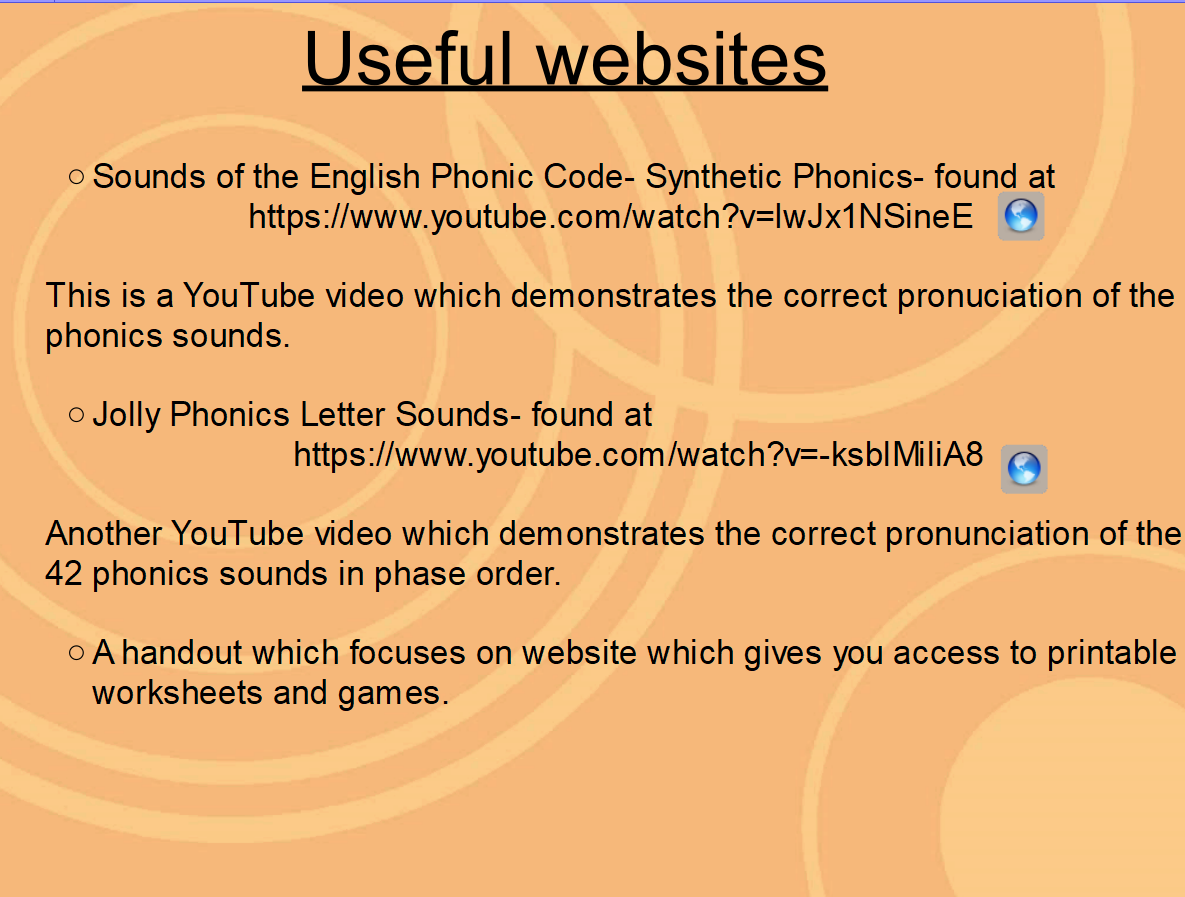 Useful websites
○ Sounds of the English Phonic Code- Synthetic Phonics- found at
https://www.youtube.com/watch?v=IwJx1NSineE
This is a YouTube video which demonstrates the correct pronuciation of the
phonics sounds.
○ Jolly Phonics Letter Sounds- found at
https://www.youtube.com/watch?v=-ksblMiliA8
Another YouTube video which demonstrates the correct pronunciation of the
42 phonics sounds in phase order.
○ A handout which focuses on website which gives you access to printable
worksheets and games.